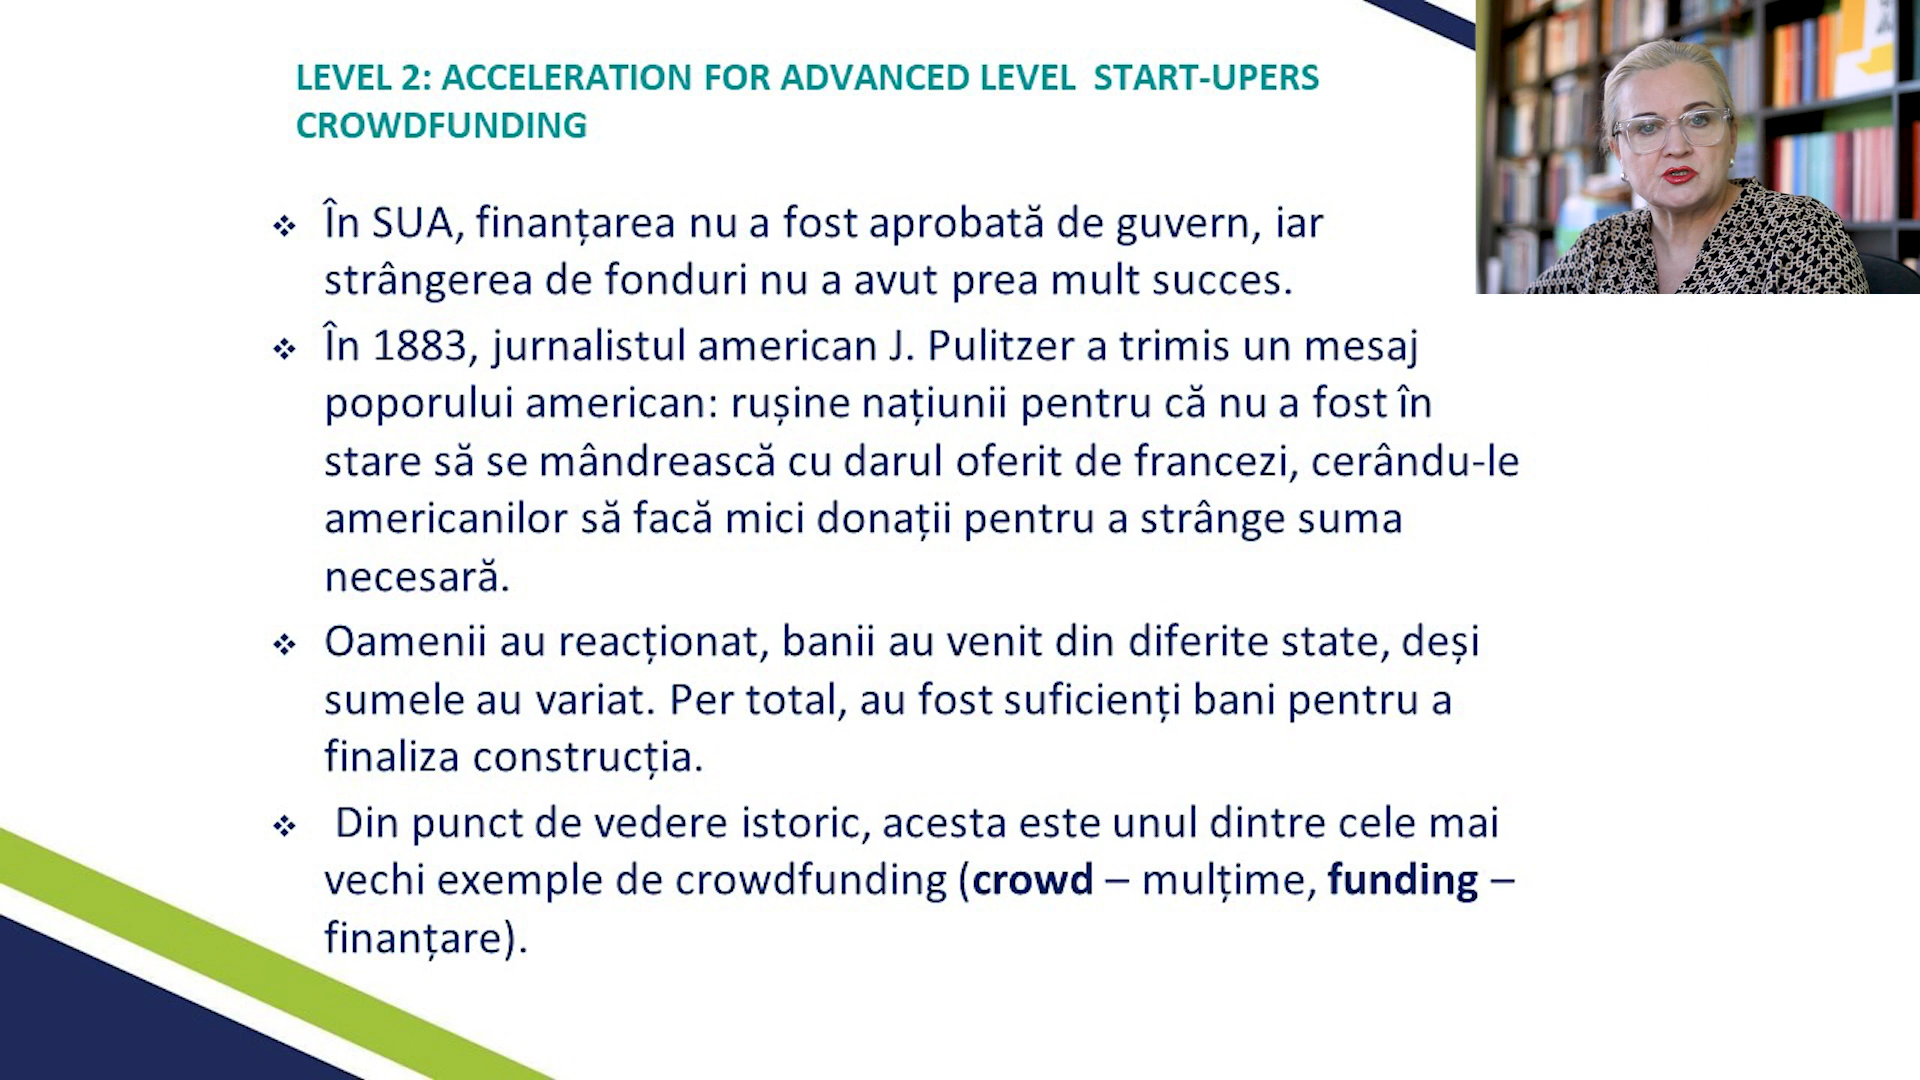 LEVEL 2: ACCELERATION FOR ADVANCED LEVEL START-UPERS
CROWDFUNDING
❖ În SUA, finanțarea nu a fost aprobată de guvern, iar
strângerea de fonduri nu a avut prea mult succes.
❖ În 1883, jurnalistul american J. Pulitzer a trimis un mesaj
poporului american: rușine națiunii pentru că nu a fost în
stare să se mândrească cu darul oferit de francezi, cerându-le
americanilor să facă mici donații pentru a strânge suma
necesară.
❖ Oamenii au reacționat, banii au venit din diferite state, deși
sumele au variat. Per total, au fost suficienți bani pentru a
finaliza construcția.
❖ Din punct de vedere istoric, acesta este unul dintre cele mai
vechi exemple de crowdfunding (crowd – mulțime, funding –
finanțare).